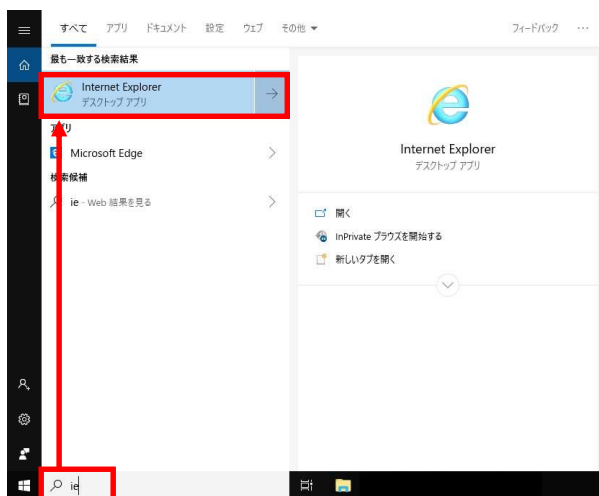 すべて アプリ ドキュメント 設定 ウェブ その他 フィードバック ...
最も一致する検索結果
Internet Explorer
デスクトップ アプリ
アプリ
Microsoft Edge
検索候補
ie - Web 結果を見る
Internet Explorer
デスクトップ アプリ
開く
InPrivate ブラウズを開始する
新しいタブを開く
ie